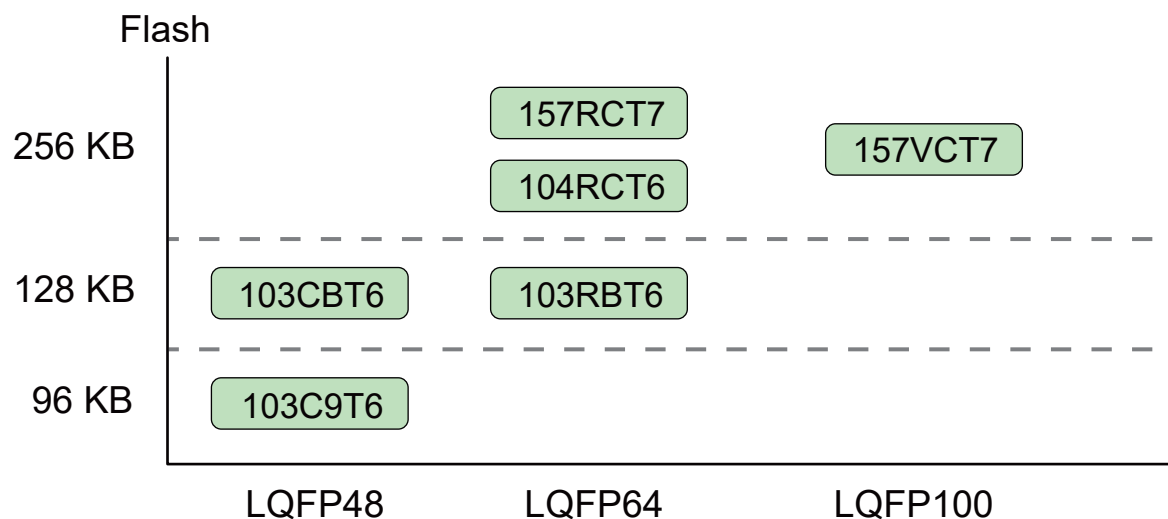 Flash
157RCT7
256 KB
157VCT7
104RCT6
128 KB
103CBT6
103RBT6
96 KB
103C9T6
LQFP48
LQFP64
LQFP100